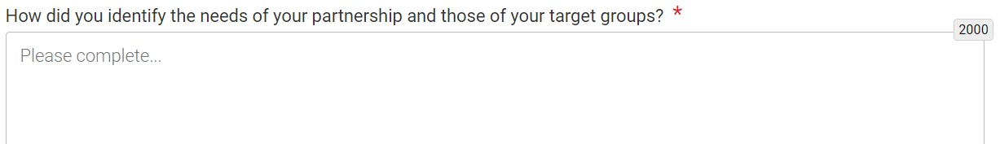 How did you identify the needs of your partnership and those of your target groups? *
2000
Please complete...